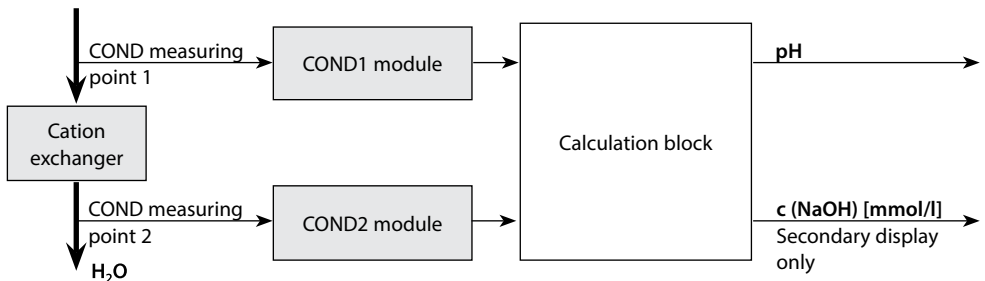 COND measuring
point 1
COND1 module
pH
Cation
exchanger
Calculation block
COND measuring
point 2
COND2 module
c (NaOH) [mmol/l]
Secondary display
only
H₂O